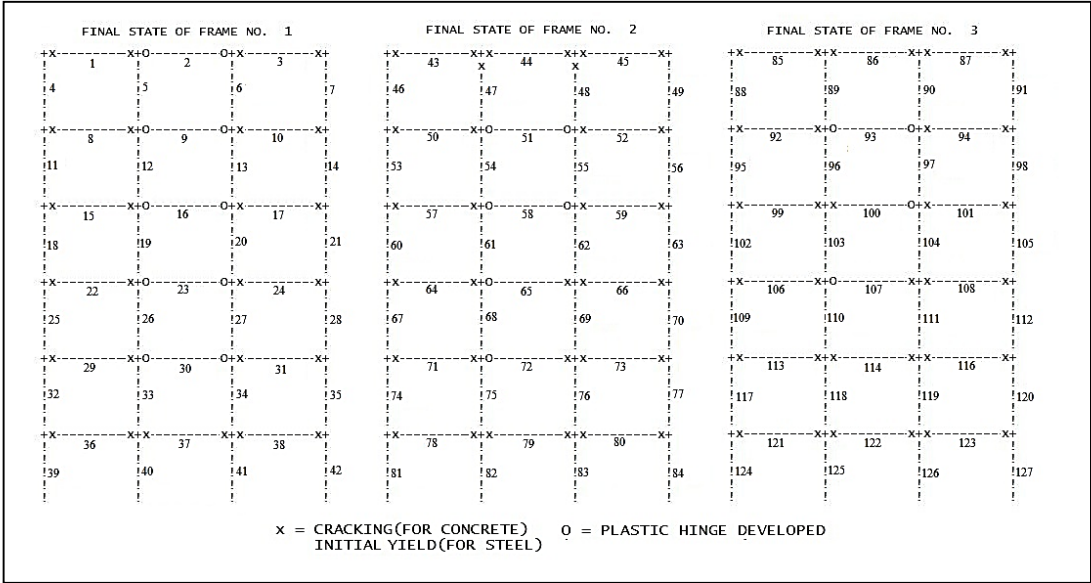 FINAL STATE OF FRAME NO. 1 FINAL STATE OF FRAME NO. 2 FINAL STATE OF FRAME NO. 3
+x--------x+O--------O+x--------x+ +x--------x+x--------x+x--------x+ +x--------x+x--------x+x--------x+
1 2 3 43 x 44 x 45 85 86 87
4 5 6 7 46 47 48 49 88 89 90 91
+x--------x+O--------O+x--------x+ +x--------x+O--------O+x--------x+ +x--------x+O--------O+x--------x+
8 9 10 50 51 52 92 93 94
11 12 13 14 53 54 55 56 95 96 97 98
+x--------x+O--------O+x--------x+ +x--------x+O--------O+x--------x+ +x--------x+x--------O+x--------x+
15 16 17 57 58 59 99 100 101
18 19 20 21 60 61 62 63 102 103 104 105
+x--------x+O--------O+x--------x+ +x--------x+O--------x+x--------x+ +x--------x+O--------x+x--------x+
22 23 24 64 65 66 106 107 108
25 26 27 28 67 68 69 70 109 110 111 112
+x--------x+O--------O+x--------x+ +x--------x+O--------x+x--------x+ +x--------x+x--------x+x--------x+
29 30 31 71 72 73 113 114 116
32 33 34 35 74 75 76 77 117 118 119 120
+x--------x+x--------x+x--------x+ +x--------x+x--------x+x--------x+ +x--------x+x--------x+x--------x+
36 37 38 78 79 80 121 122 123
39 40 41 42 81 82 83 84 124 125 126 127
x = CRACKING(FOR CONCRETE) O = PLASTIC HINGE DEVELOPED
INITIAL YIELD(FOR STEEL)